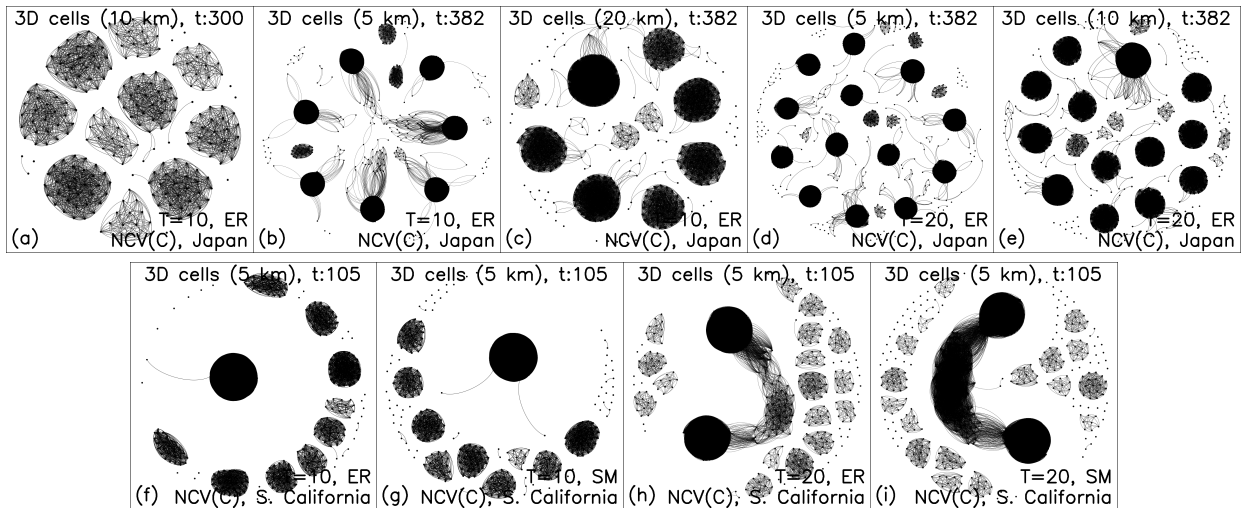 3D cells (10 km), t:300
T=10, ER
(a) NCV(C), Japan
3D cells (5 km), t:382
T=10, ER
(b) NCV(C), Japan
3D cells (20 km), t:382
T=10, ER
(c) NCV(C), Japan
3D cells (5 km), t:382
T=20, ER
(d) NCV(C), Japan
3D cells (10 km), t:382
T=20, ER
(e) NCV(C), Japan
3D cells (5 km), t:105
T=10, ER
(f) NCV(C), S. California
3D cells (5 km), t:105
T=10, SM
(g) NCV(C), S. California
3D cells (5 km), t:105
T=20, ER
(h) NCV(C), S. California
3D cells (5 km), t:105
T=20, SM
(i) NCV(C), S. California